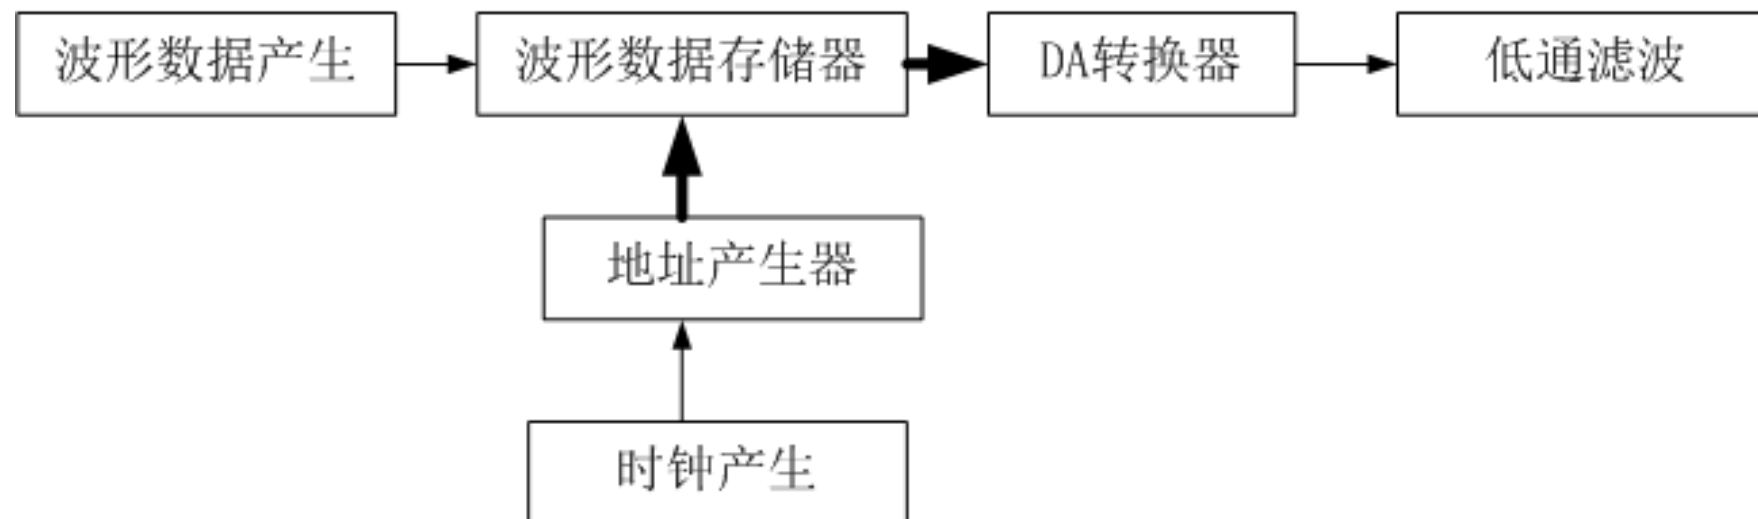 波形数据产生
波形数据存储器
DA转换器
低通滤波
地址产生器
时钟产生